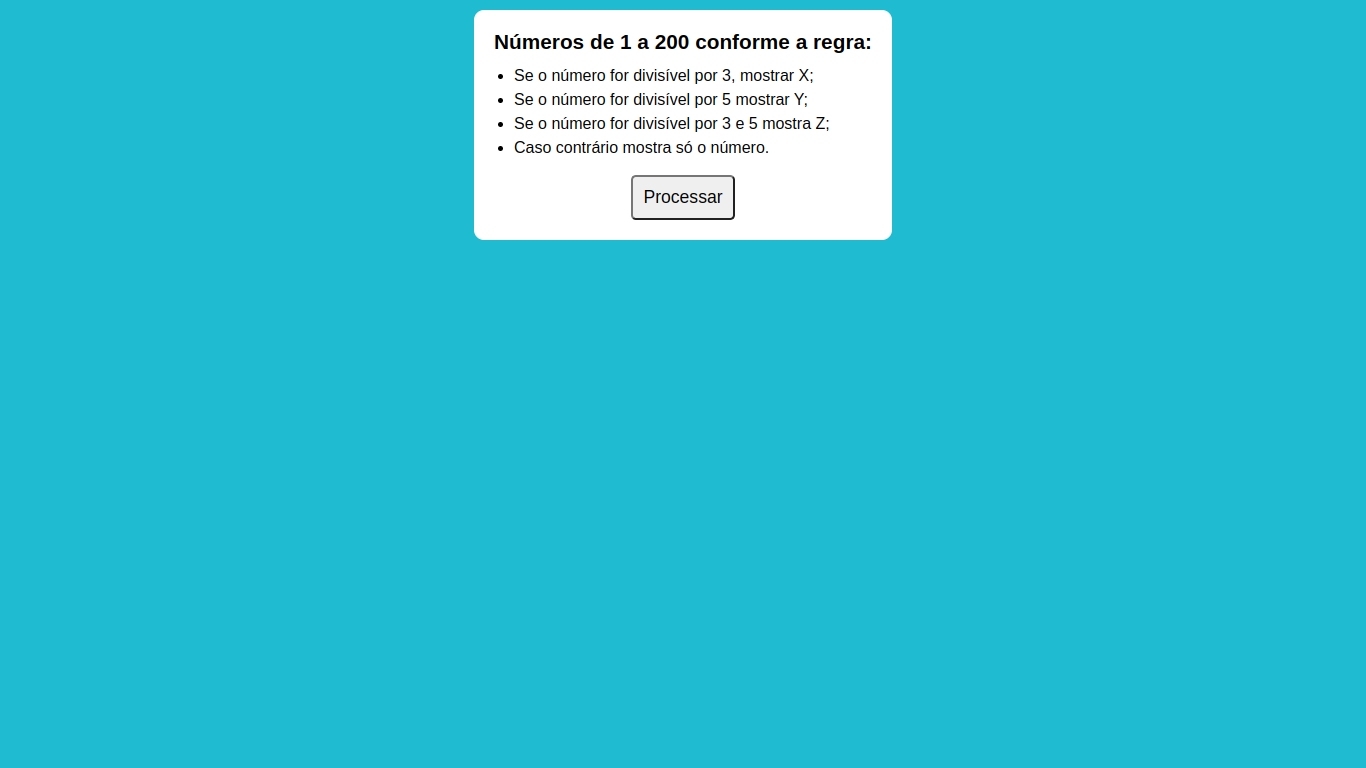 Números de 1 a 200 conforme a regra:
Se o número for divisível por 3, mostrar X;
Se o número for divisível por 5 mostrar Y;
Se o número for divisível por 3 e 5 mostra Z;
Caso contrário mostra só o número.
Processar